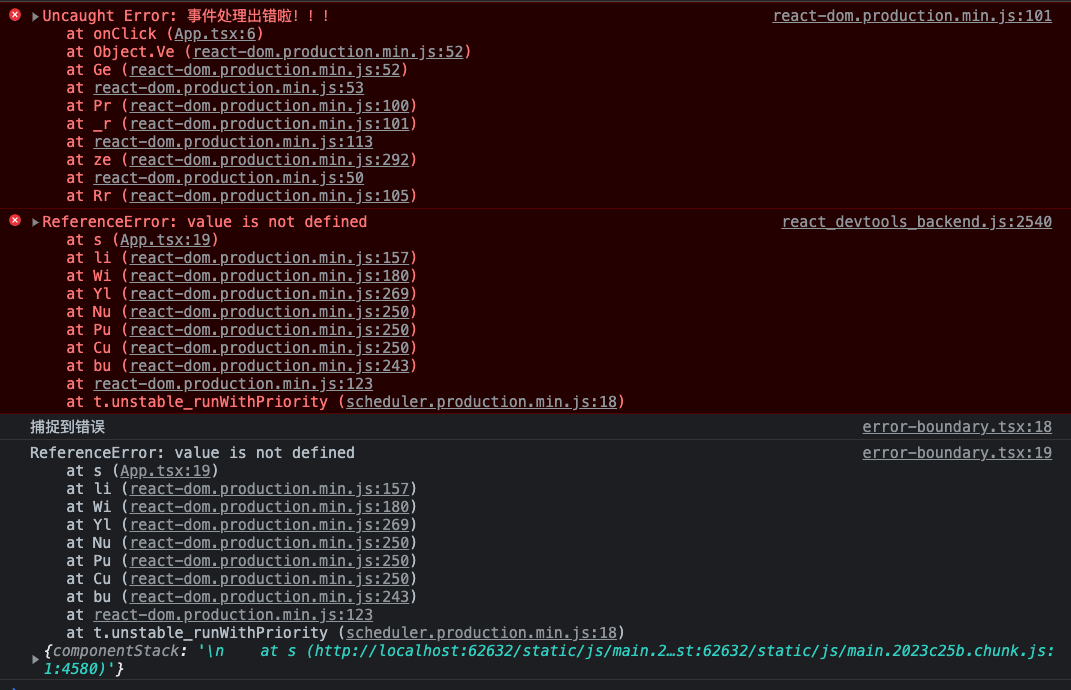 Uncaught Error: 事件处理出错啦！！！ react-dom.production.min.js:101
at onClick (App.tsx:6)
at Object.Ve (react-dom.production.min.js:52)
at Ge (react-dom.production.min.js:52)
at react-dom.production.min.js:53
at Pr (react-dom.production.min.js:100)
at _r (react-dom.production.min.js:101)
at react-dom.production.min.js:113
at ze (react-dom.production.min.js:292)
at react-dom.production.min.js:50
at Rr (react-dom.production.min.js:105)
ReferenceError: value is not defined react_devtools_backend.js:2540
at s (App.tsx:19)
at li (react-dom.production.min.js:157)
at Wi (react-dom.production.min.js:180)
at Yl (react-dom.production.min.js:269)
at Nu (react-dom.production.min.js:250)
at Pu (react-dom.production.min.js:250)
at Cu (react-dom.production.min.js:250)
at bu (react-dom.production.min.js:243)
at react-dom.production.min.js:123
at t.unstable_runWithPriority (scheduler.production.min.js:18)
捕捉到错误 error-boundary.tsx:18
ReferenceError: value is not defined error-boundary.tsx:19
at s (App.tsx:19)
at li (react-dom.production.min.js:157)
at Wi (react-dom.production.min.js:180)
at Yl (react-dom.production.min.js:269)
at Nu (react-dom.production.min.js:250)
at Pu (react-dom.production.min.js:250)
at Cu (react-dom.production.min.js:250)
at bu (react-dom.production.min.js:243)
at react-dom.production.min.js:123
at t.unstable_runWithPriority (scheduler.production.min.js:18)
{componentStack: '\n    at s (http://localhost:62632/static/js/main.2…st:62632/static/js/main.2023c25b.chunk.js:
1:4580)'}